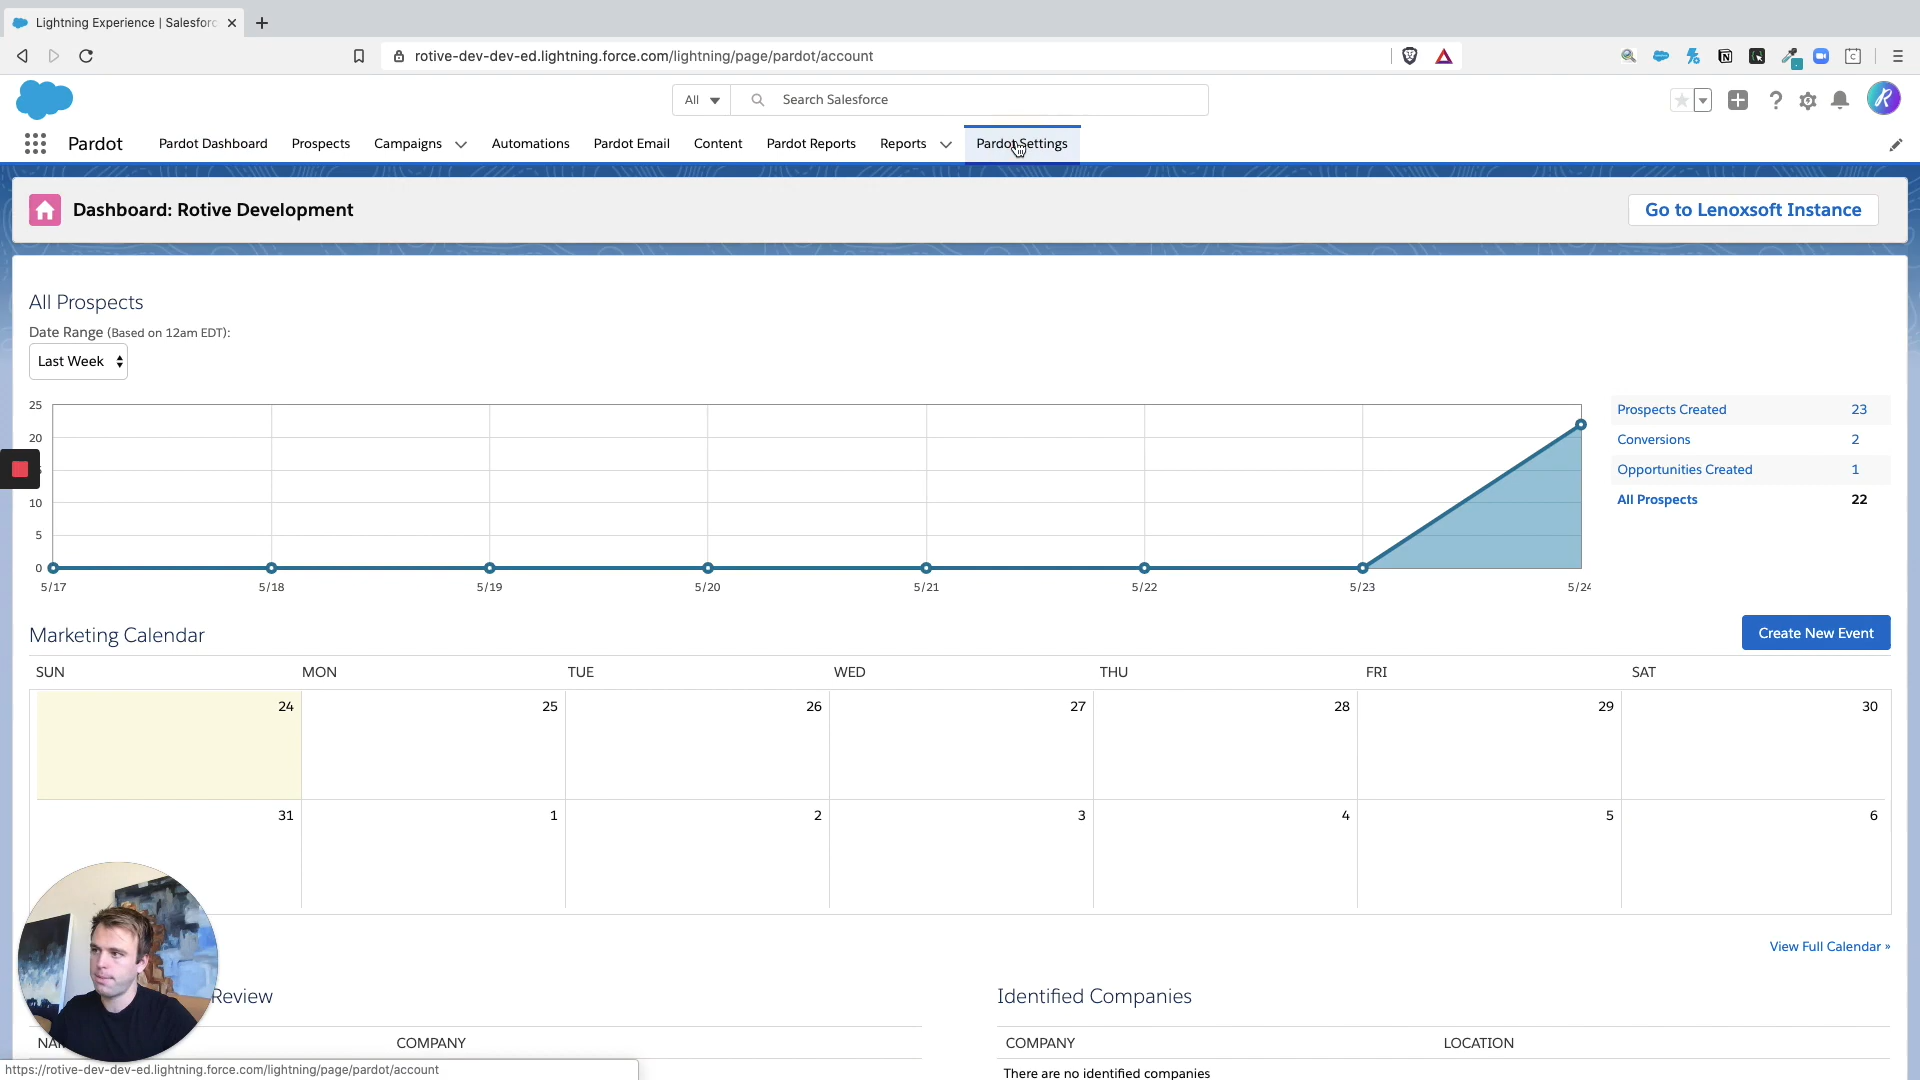 Lightning Experience | Salesforc
rotive-dev-dev-ed.lightning.force.com/lightning/page/pardot/account
All
Search Salesforce
Pardot
Pardot Dashboard
Prospects
Campaigns
Automations
Pardot Email
Content
Pardot Reports
Reports
Pardot Settings
Dashboard: Rotive Development
Go to Lenoxsoft Instance
All Prospects
Date Range (Based on 12am EDT):
Last Week
25
20
10
5
0
5/17
5/18
5/19
5/20
5/21
5/22
5/23
5/24
Prospects Created 23
Conversions 2
Opportunities Created 1
All Prospects 22
Marketing Calendar
Create New Event
SUN MON TUE WED THU FRI SAT
24 25 26 27 28 29 30
31 1 2 3 4 5 6
View Full Calendar »
Review
Identified Companies
COMPANY
COMPANY LOCATION
There are no identified companies
https://rotive-dev-dev-ed.lightning.force.com/lightning/page/pardot/account